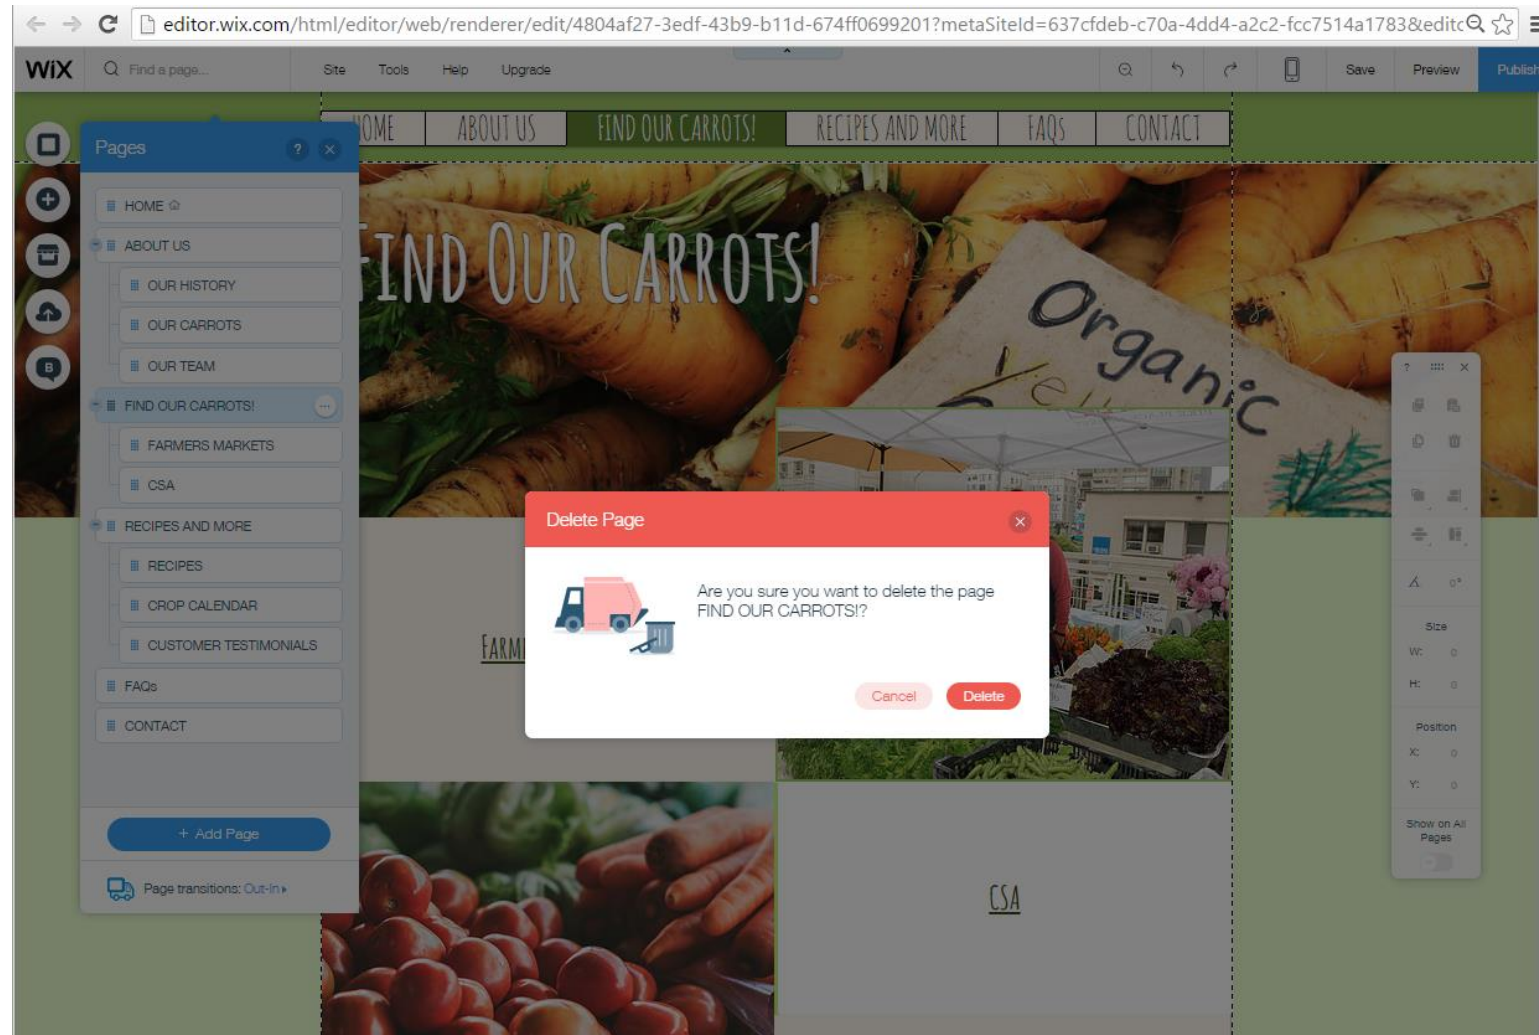 editor.wix.com/html/editor/web/renderer/edit/4804af27-3edf-43b9-b11d-674ff0699201?metaSiteId=637cfdeb-c70a-4dd4-a2c2-fcc7514a1783&editc
WiX Find a page... Site Tools Help Upgrade Save Preview Publish
HOME ABOUT US FIND OUR CARROTS! RECIPES AND MORE FAQs CONTACT
Pages ? ×
HOME
ABOUT US
OUR HISTORY
OUR CARROTS
OUR TEAM
FIND OUR CARROTS! ...
FARMERS MARKETS
CSA
RECIPES AND MORE
RECIPES
CROP CALENDAR
CUSTOMER TESTIMONIALS
FAQs
CONTACT
+ Add Page
Page transitions: Out-In
B
FIND OUR CARROTS!
Organic
Delete Page
Are you sure you want to delete the page
FIND OUR CARROTS!?
Cancel Delete
CSA
? ×
0°
Size
W: 0
H: 0
Position
X: 0
Y: 0
Show on All
Pages